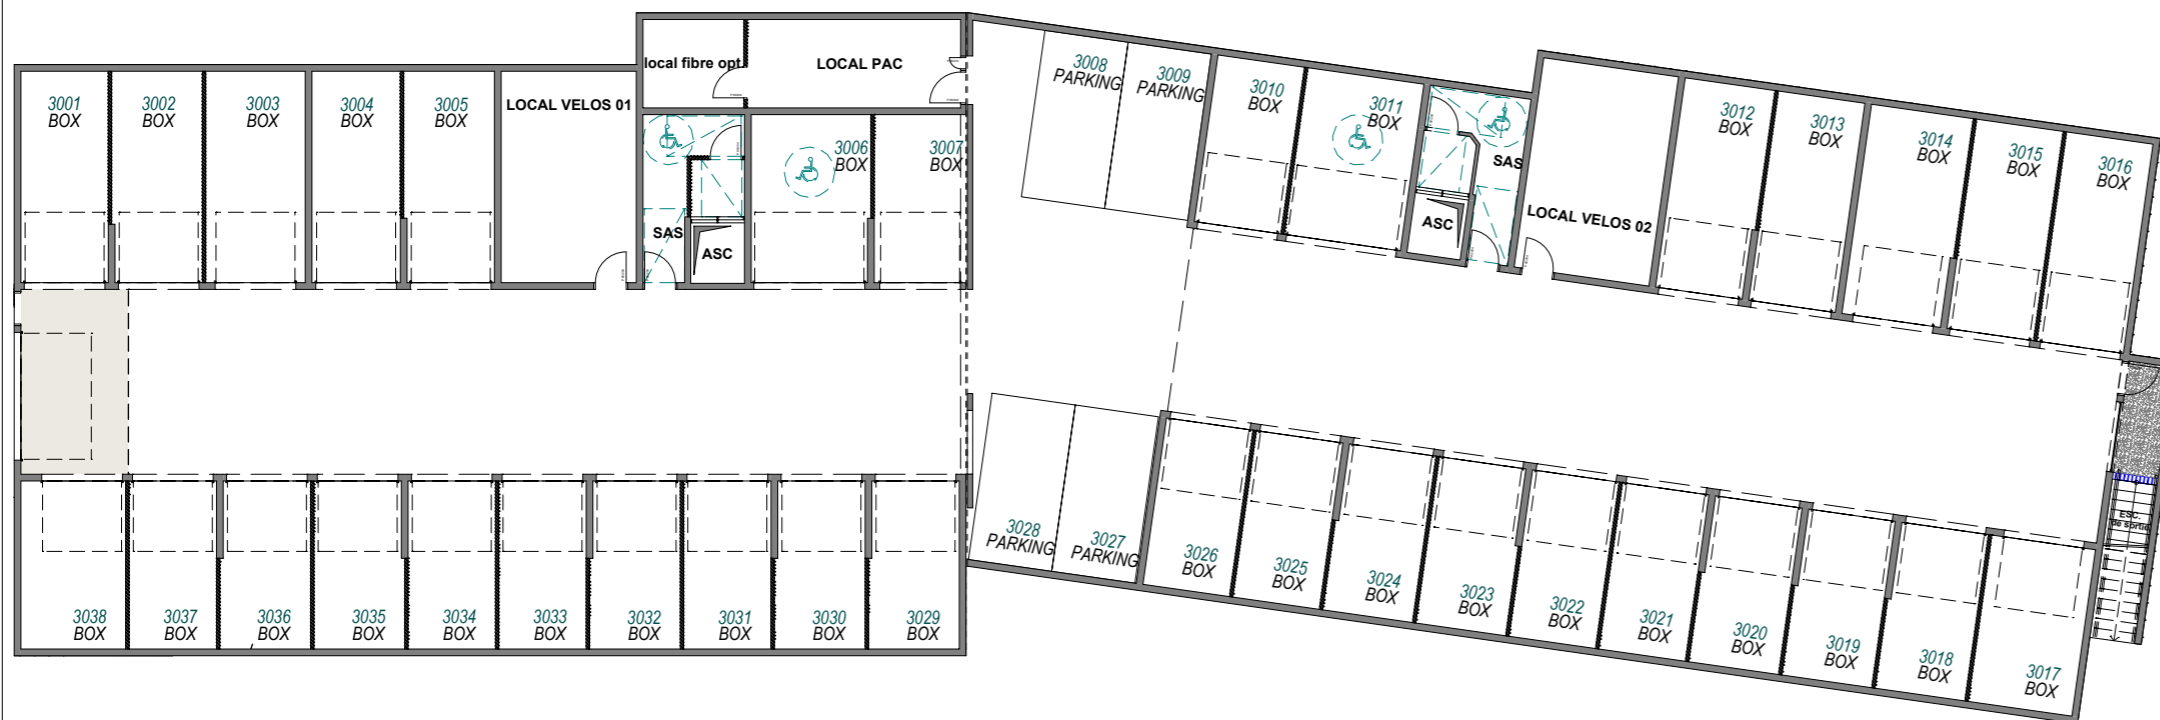 local fibre opt
LOCAL PAC
3001
BOX
3002
BOX
3003
BOX
3004
BOX
3005
BOX
LOCAL VELOS 01
3006
BOX
3007
BOX
SAS
ASC
3008
PARKING
3009
PARKING
3010
BOX
3011
BOX
SAS
ASC
LOCAL VELOS 02
3012
BOX
3013
BOX
3014
BOX
3015
BOX
3016
BOX
3038
BOX
3037
BOX
3036
BOX
3035
BOX
3034
BOX
3033
BOX
3032
BOX
3031
BOX
3030
BOX
3029
BOX
3028
PARKING
3027
PARKING
3026
BOX
3025
BOX
3024
BOX
3023
BOX
3022
BOX
3021
BOX
3020
BOX
3019
BOX
3018
BOX
3017
BOX
ESC.
de sortie